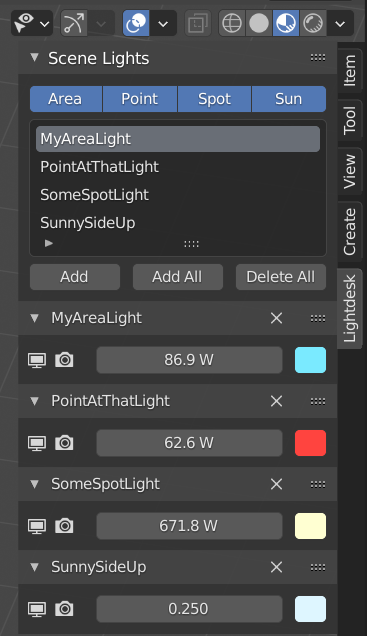 Scene Lights
Area Point Spot Sun
MyAreaLight
PointAtThatLight
SomeSpotLight
SunnySideUp
Add Add All Delete All
MyAreaLight
86.9 W
PointAtThatLight
62.6 W
SomeSpotLight
671.8 W
SunnySideUp
0.250
Item
Tool
View
Create
Lightdesk